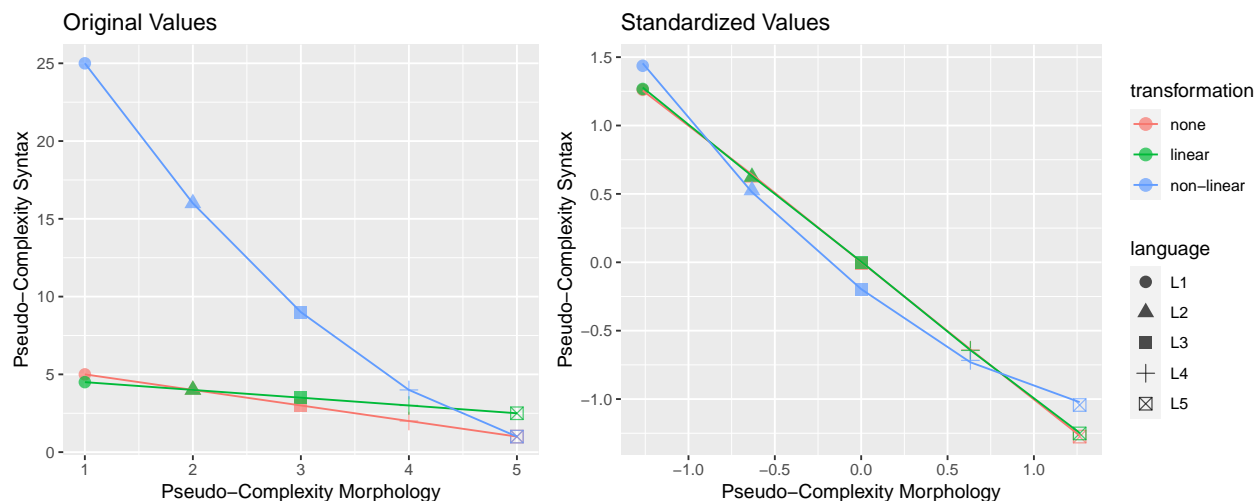 Original Values
25
20
15
10
5
0
1 2 3 4 5
Pseudo−Complexity Syntax
Pseudo−Complexity Morphology
Standardized Values
1.5
1.0
0.5
0.0
−0.5
−1.0
−1.0 −0.5 0.0 0.5 1.0
Pseudo−Complexity Syntax
Pseudo−Complexity Morphology
transformation
none
linear
non−linear
language
L1
L2
L3
L4
L5